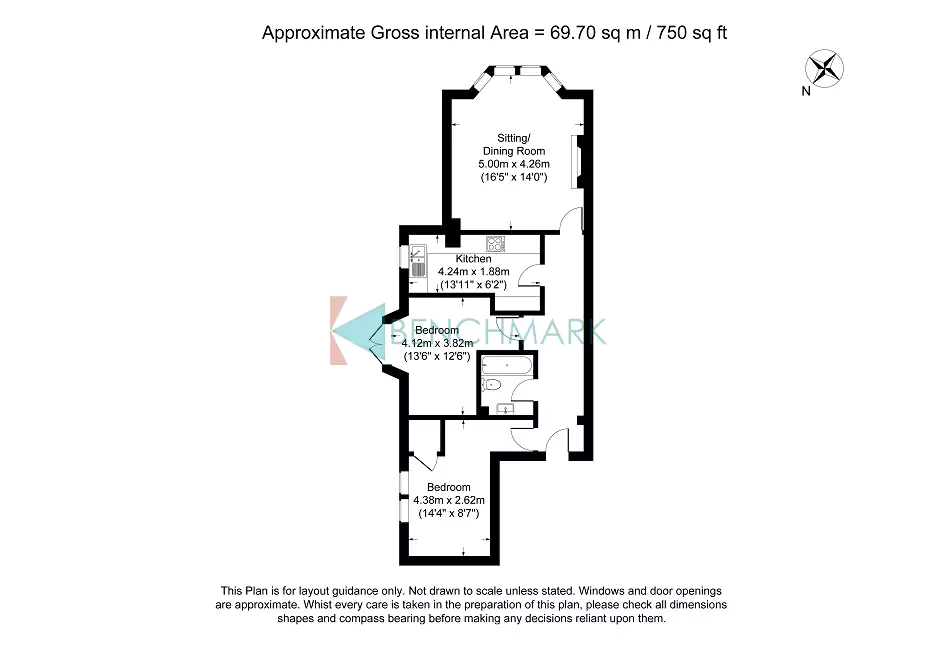 Approximate Gross internal Area = 69.70 sq m / 750 sq ft
N
Sitting/
Dining Room
5.00m x 4.26m
(16'5" x 14'0")
Kitchen
4.24m x 1.88m
(13'11" x 6'2")
BENCHMARK
Bedroom
4.12m x 3.82m
(13'6" x 12'6")
Bedroom
4.38m x 2.62m
(14'4" x 8'7")
This Plan is for layout guidance only. Not drawn to scale unless stated. Windows and door openings
are approximate. Whist every care is taken in the preparation of this plan, please check all dimensions
shapes and compass bearing before making any decisions reliant upon them.